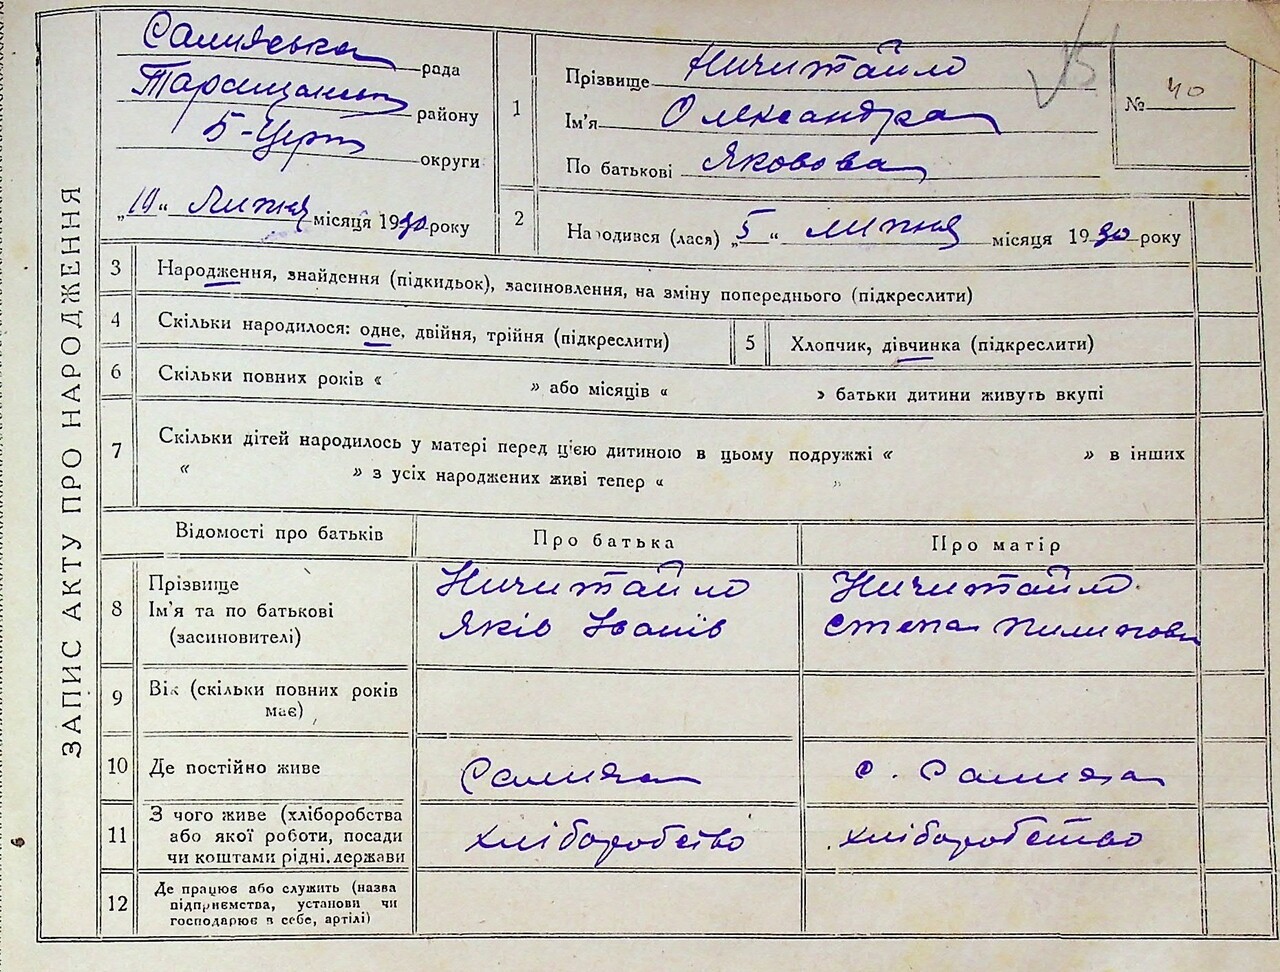 ЗАПИС АКТУ ПРО НАРОДЖЕННЯ
рада
району
5-Церк
округи
"10" Липня місяця 1930 року
1
Прізвище Ничитайло
Ім'я Олександра
По батькові Яковова
№ 40
2
Народився (лася) "5" липня місяця 1930 року
3 Народження, знайдення (підкидьок), засиновлення, на зміну попереднього (підкреслити)
4 Скільки народилося: одне, двійня, трійня (підкреслити)
5 Хлопчик, дівчинка (підкреслити)
6 Скільки повних років « » або місяців « » батьки дитини живуть вкупі
7 Скільки дітей народилось у матері перед цією дитиною в цьому подружжі « » в інших
« » з усіх народжених живі тепер « »
Відомості про батьків Про батька Про матір
8 Прізвище Ничитайло Ничитайло
Ім'я та по батькові Яків Іванів Степа Пилипова
(засиновителі)
9 Вік (скільки повних років
має)
10 Де постійно живе
11 З чого живе (хліборобства
або якої роботи, посади хліборобство хліборобство
чи коштами рідні, держави
12 Де працює або служить (назва
підприємства, установи чи
господарює в себе, артілі)